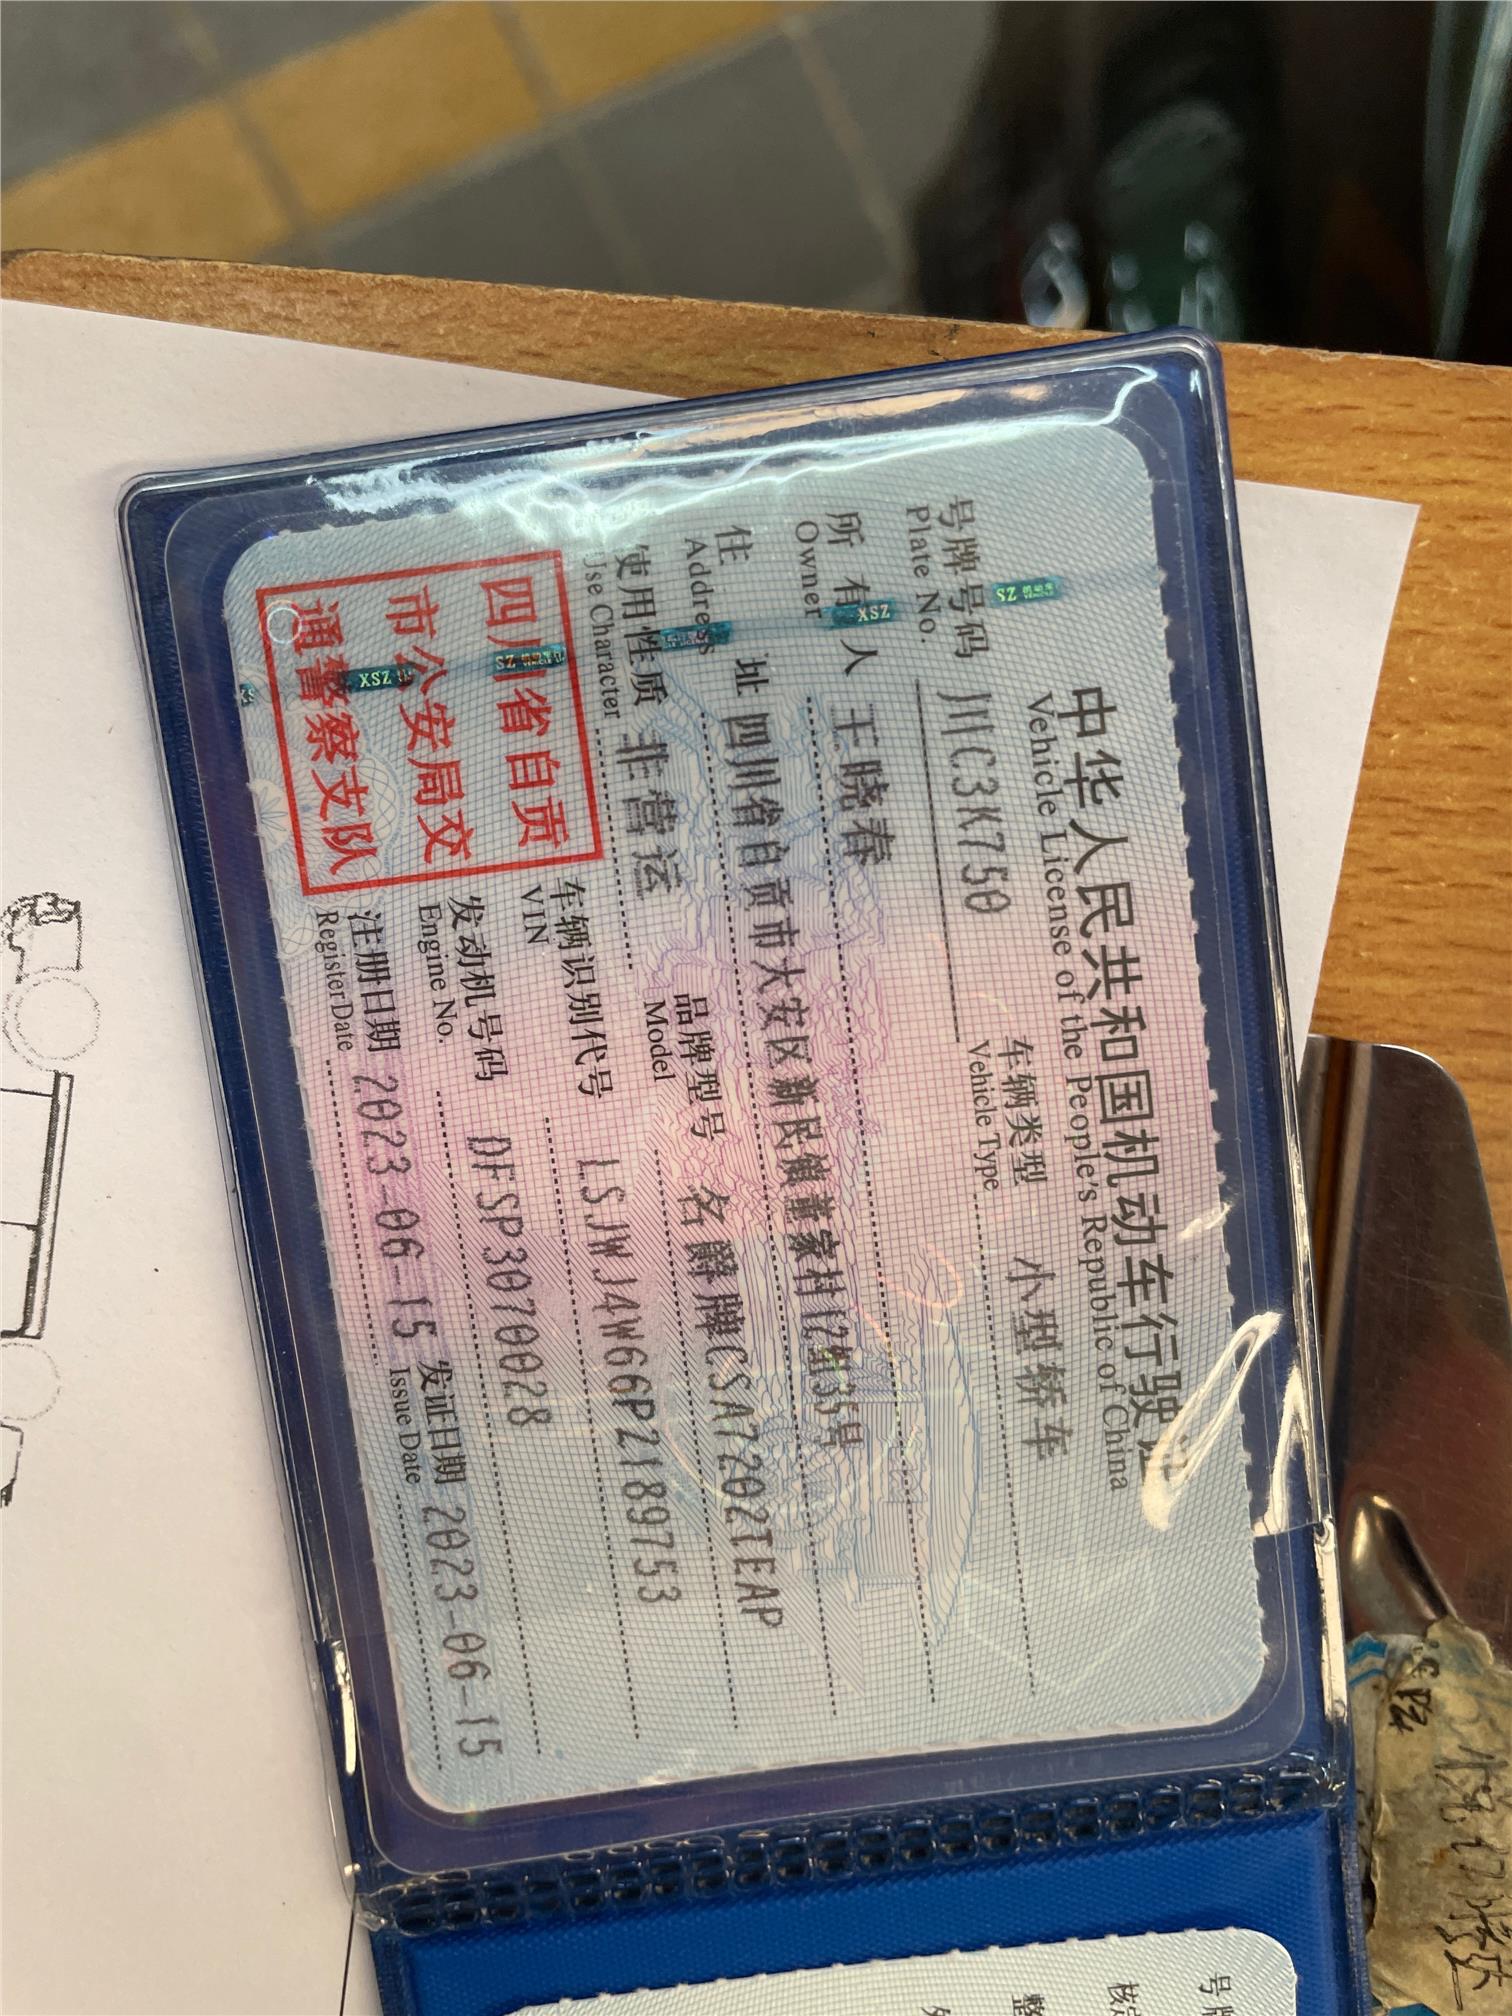 中华人民共和国机动车行驶证
Vehicle License of the People's Republic of China
号牌号码 川C3K750 车辆类型 小型轿车
Plate No. Vehicle Type
所有人 王晓春
Owner
住址 四川省自贡市大安区新民镇董家村12组35号
Address
使用性质 非营运 品牌型号 名爵牌CSA7202TEAP
Use Character Model
四川省自贡
市公安局交
通警察支队
车辆识别代号 LSJWJ4W66P2189753
VIN
发动机号码 DFSP3070028
Engine No.
注册日期 2023-06-15 发证日期 2023-06-15
Register Date Issue Date
号牌